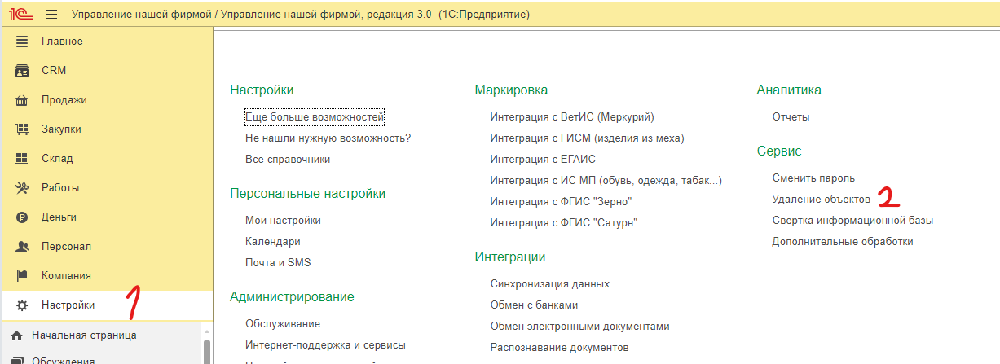 1С Управление нашей фирмой / Управление нашей фирмой, редакция 3.0 (1С:Предприятие)
Главное
CRM
Продажи
Закупки
Склад
Работы
Деньги
Персонал
Компания
Настройки 1
Начальная страница
Обсуждения
Настройки
Еще больше возможностей
Не нашли нужную возможность?
Все справочники
Персональные настройки
Мои настройки
Календари
Почта и SMS
Администрирование
Обслуживание
Интернет-поддержка и сервисы
Маркировка
Интеграция с ВетИС (Меркурий)
Интеграция с ГИСМ (изделия из меха)
Интеграция с ЕГАИС
Интеграция с ИС МП (обувь, одежда, табак...)
Интеграция с ФГИС "Зерно"
Интеграция с ФГИС "Сатурн"
Интеграции
Синхронизация данных
Обмен с банками
Обмен электронными документами
Распознавание документов
Аналитика
Отчеты
Сервис
Сменить пароль
Удаление объектов 2
Свертка информационной базы
Дополнительные обработки